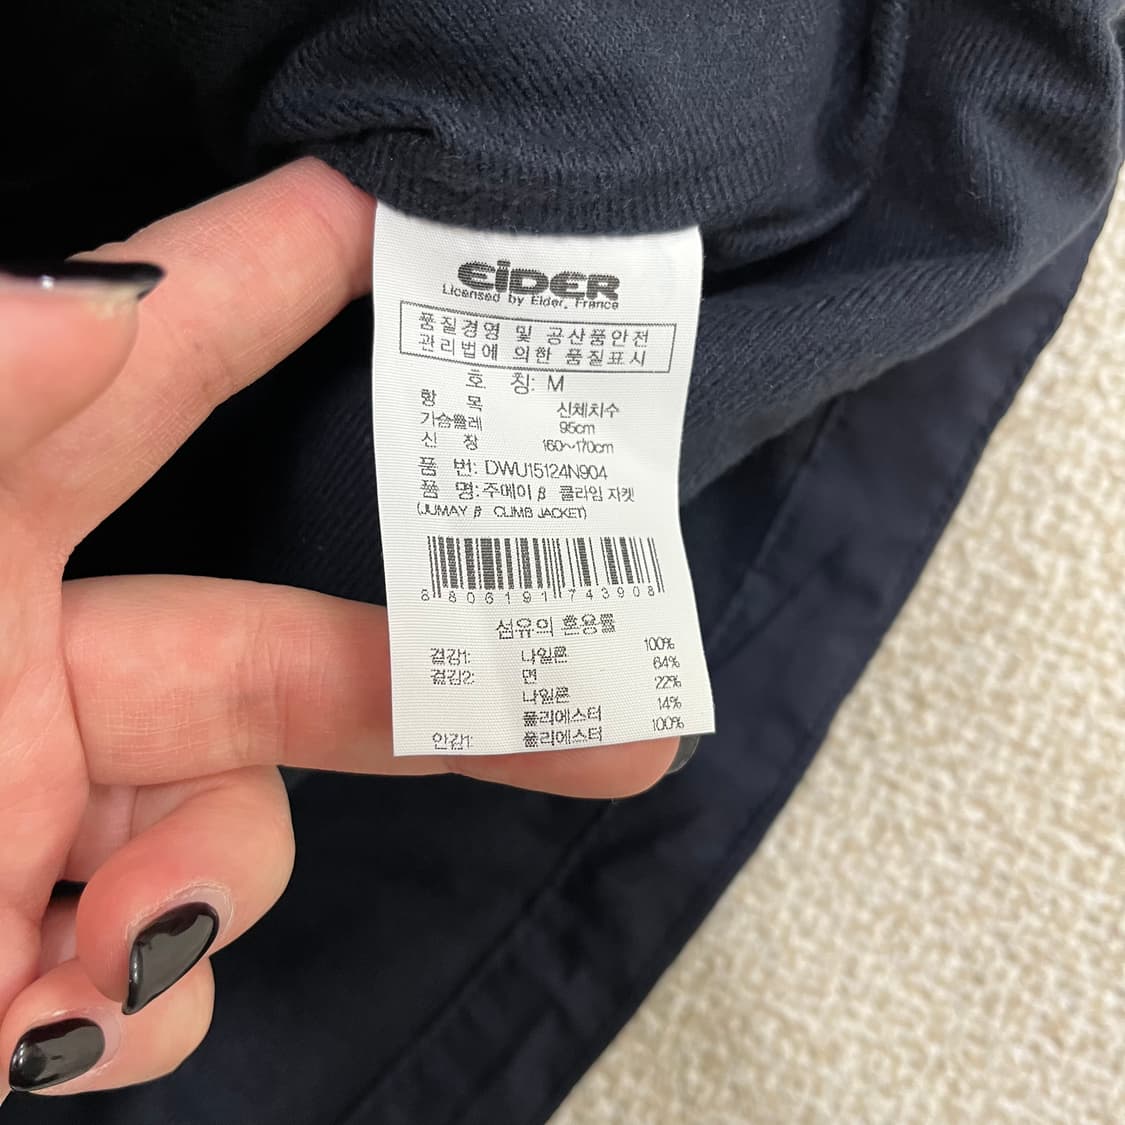 EiDER
Licensed by Eider, France
품질경영 및 공산품안전
관리법에 의한 품질표시
호 칭: M
항 목 신체치수
가슴둘레 95cm
신 장 160~170cm
품 번: DWU15124N904
품 명: 주메이 β 클라임 자켓
(JUMAY β CLIMB JACKET)
8806191743908
섬유의 혼용률
겉감1: 나일론 100%
겉감2: 면 64%
나일론 22%
폴리에스터 14%
안감1: 폴리에스터 100%